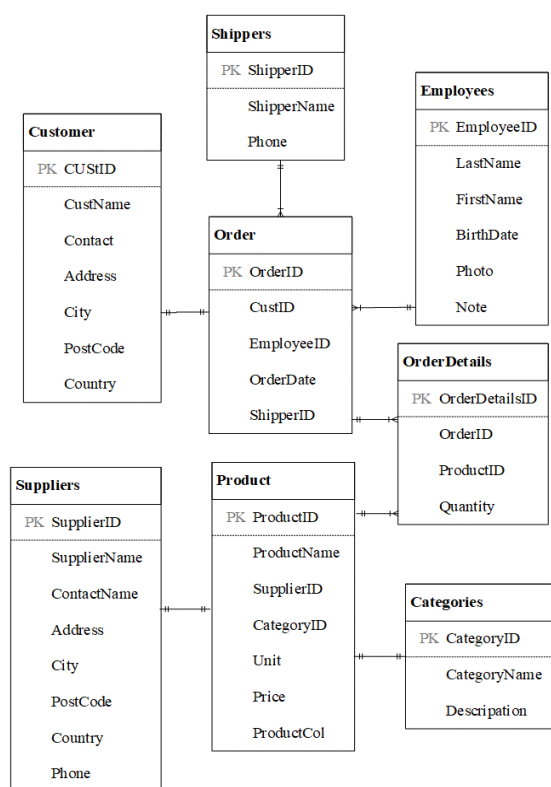 Shippers
PK ShipperID
ShipperName
Phone
Employees
PK EmployeeID
LastName
FirstName
BirthDate
Photo
Note
Customer
PK CUStID
CustName
Contact
Address
City
PostCode
Country
Order
PK OrderID
CustID
EmployeeID
OrderDate
ShipperID
OrderDetails
PK OrderDetailsID
OrderID
ProductID
Quantity
Suppliers
PK SupplierID
SupplierName
ContactName
Address
City
PostCode
Country
Phone
Product
PK ProductID
ProductName
SupplierID
CategoryID
Unit
Price
ProductCol
Categories
PK CategoryID
CategoryName
Descripation